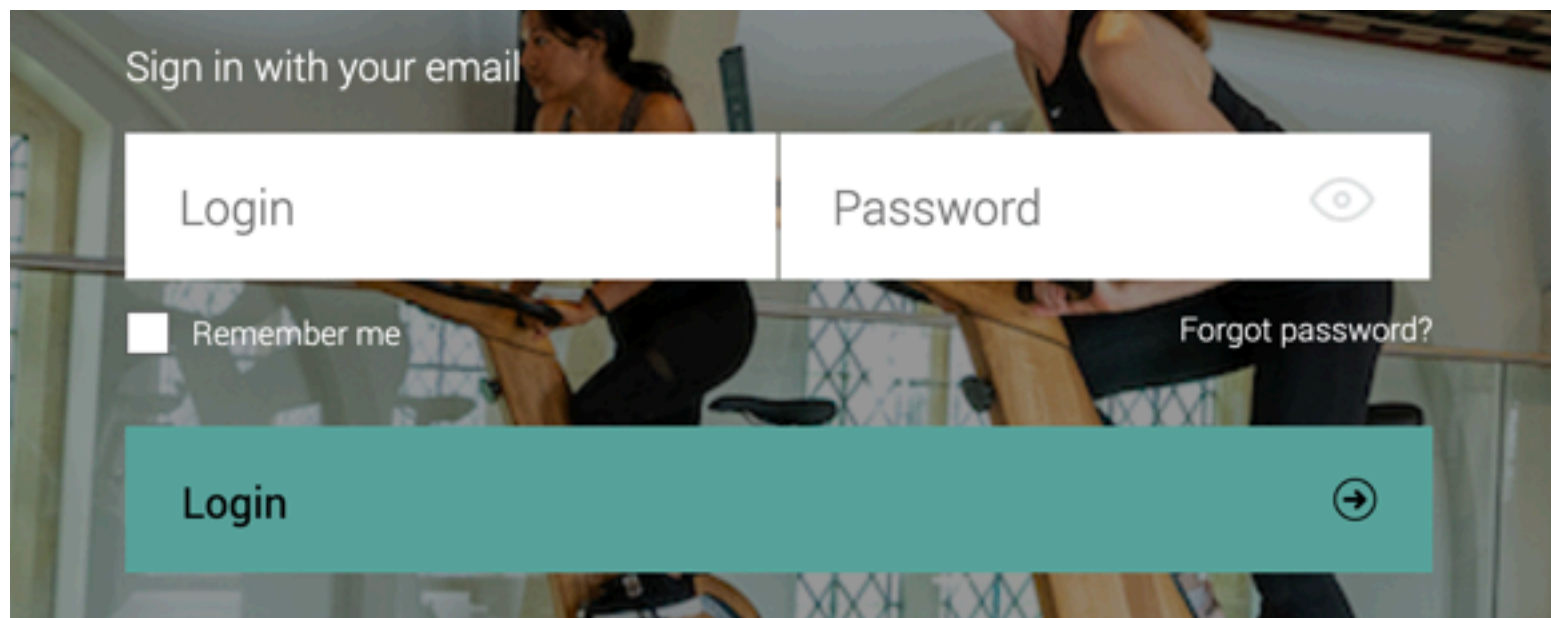 Sign in with your email
Login
Password
Remember me
Forgot password?
Login